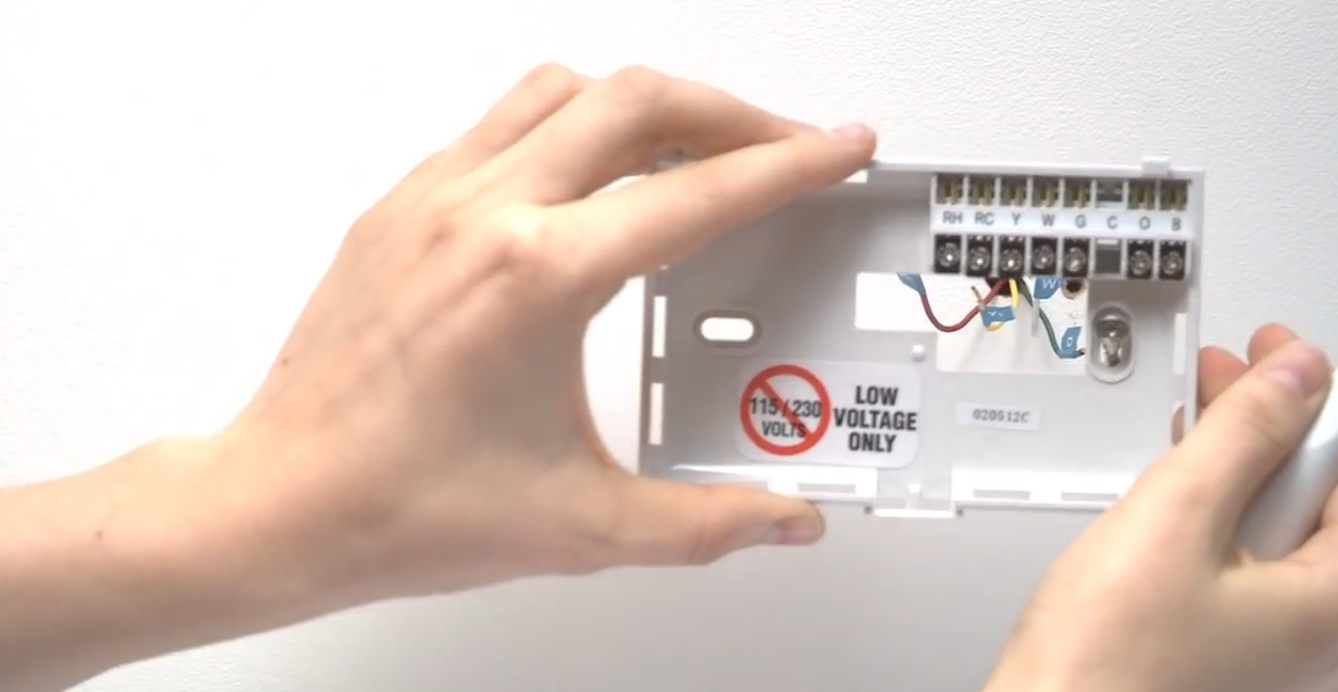 RH RC Y W G C O B
W
Y
115/230
VOLTS
LOW
VOLTAGE
ONLY
020512C